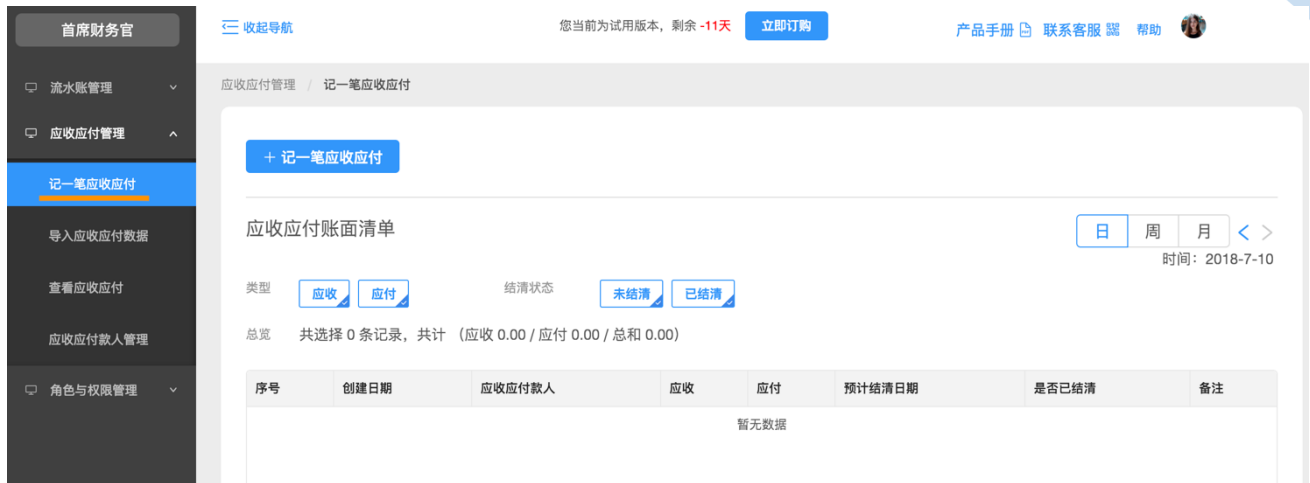 首席财务官
收起导航
您当前为试用版本，剩余 -11天 立即订购
产品手册 联系客服 帮助
流水账管理
应收应付管理
记一笔应收应付
导入应收应付数据
查看应收应付
应收应付款人管理
角色与权限管理
应收应付管理 / 记一笔应收应付
+ 记一笔应收应付
应收应付账面清单
日 周 月 < >
时间：2018-7-10
类型 应收 应付 结清状态 未结清 已结清
总览 共选择 0 条记录，共计 （应收 0.00 / 应付 0.00 / 总和 0.00）
序号 创建日期 应收应付款人 应收 应付 预计结清日期 是否已结清 备注
暂无数据